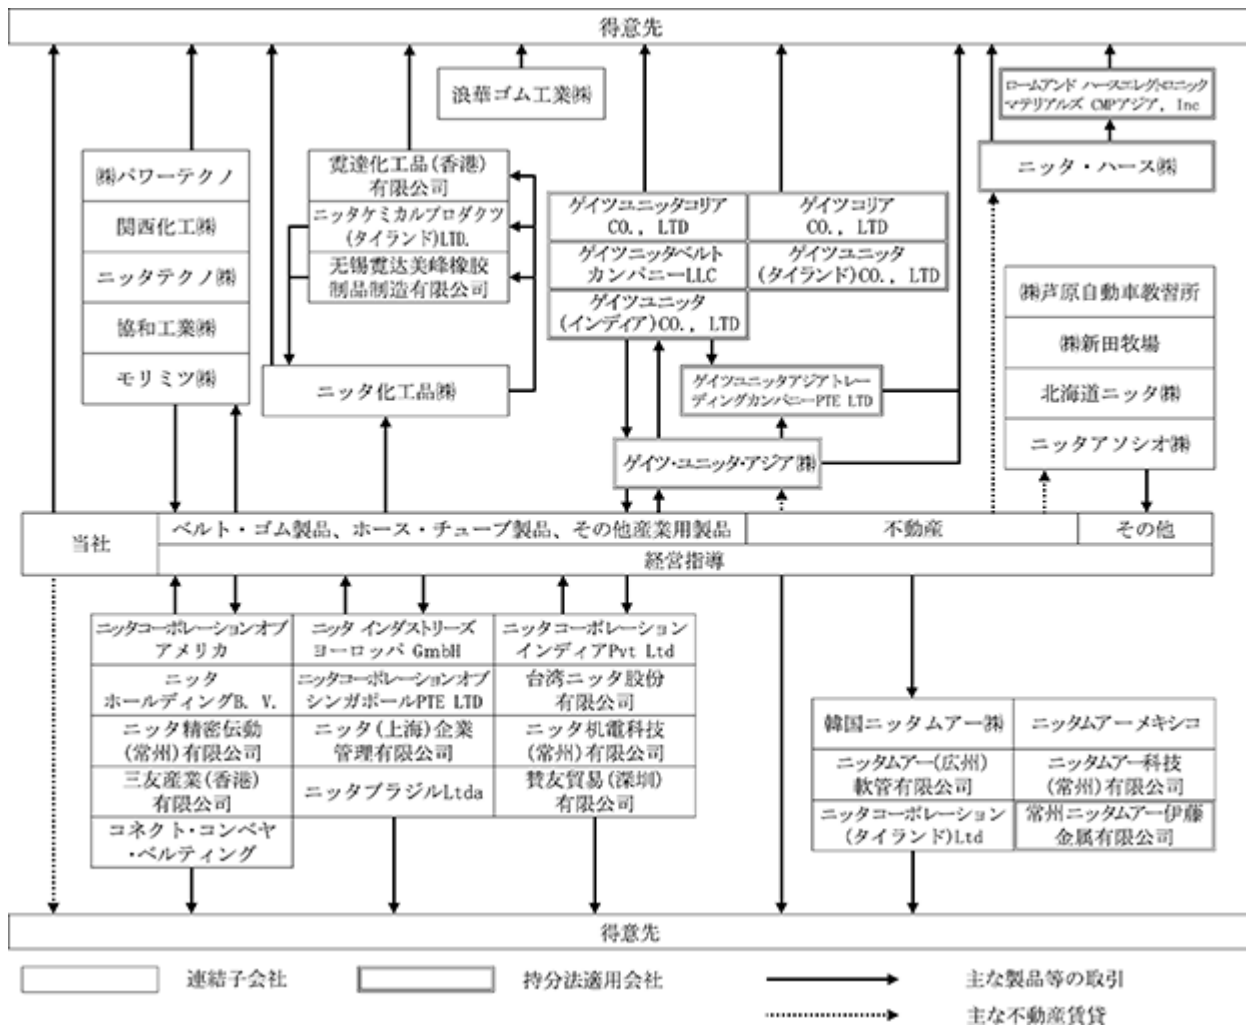 得意先
浪華ゴム工業㈱
ロームアンド ハースエレクトロニック
マテリアルズ CMPアジア, Inc
㈱パワーテクノ
関西化工㈱
ニッタテクノ㈱
協和工業㈱
モリミツ㈱
霓達化工品(香港)
有限公司
ニッタケミカルプロダクツ
(タイランド)LTD.
无锡霓达美峰橡胶
制品制造有限公司
ニッタ化工品㈱
ゲイツユニッタコリア
CO., LTD
ゲイツニッタベルト
カンパニーLLC
ゲイツユニッタ
(インディア)CO., LTD
ゲイツコリア
CO., LTD
ゲイツユニッタ
(タイランド)CO., LTD
ゲイツユニッタアジアトレー
ディングカンパニーPTE LTD
ゲイツ・ユニッタ・アジア㈱
ニッタ・ハース㈱
㈱芦原自動車教習所
㈱新田牧場
北海道ニッタ㈱
ニッタアソシオ㈱
当社
ベルト・ゴム製品、ホース・チューブ製品、その他産業用製品
不動産
その他
経営指導
ニッタコーポレーションオブ
アメリカ
ニッタ
ホールディングB. V.
ニッタ精密伝動
(常州)有限公司
三友産業(香港)
有限公司
コネクト・コンベヤ
・ベルティング
ニッタ インダストリーズ
ヨーロッパ GmbH
ニッタコーポレーションオブ
シンガポールPTE LTD
ニッタ(上海)企業
管理有限公司
ニッタブラジルLtda
ニッタコーポレーション
インディアPvt Ltd
台湾ニッタ股份
有限公司
ニッタ机電科技
(常州)有限公司
賛友貿易(深圳)
有限公司
韓国ニッタムアー㈱
ニッタムアー(広州)
軟管有限公司
ニッタコーポレーション
(タイランド)Ltd
ニッタムアーメキシコ
ニッタムアー科技
(常州)有限公司
常州ニッタムアー伊藤
金属有限公司
得意先
連結子会社
持分法適用会社
主な製品等の取引
主な不動産賃貸